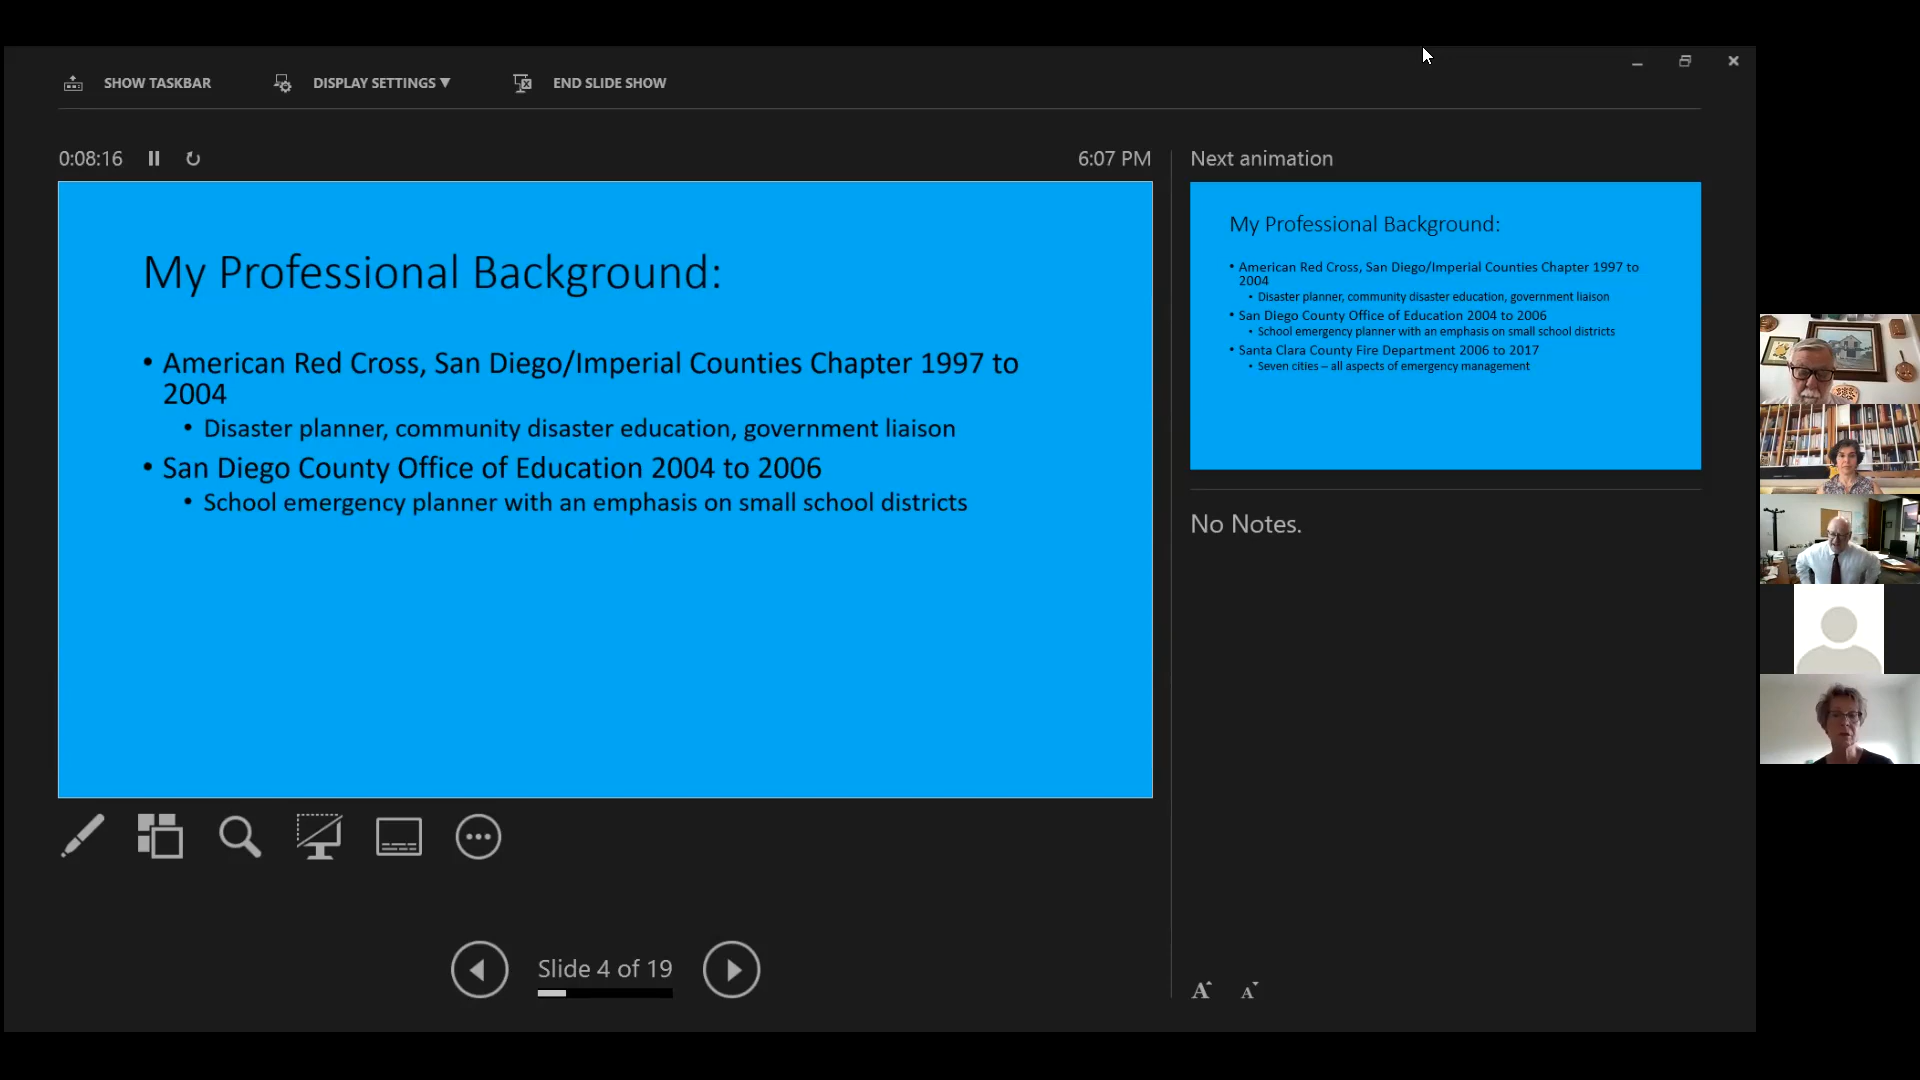 SHOW TASKBAR
DISPLAY SETTINGS ▼
END SLIDE SHOW
0:08:16
6:07 PM
Next animation
My Professional Background:
• American Red Cross, San Diego/Imperial Counties Chapter 1997 to
2004
• Disaster planner, community disaster education, government liaison
• San Diego County Office of Education 2004 to 2006
• School emergency planner with an emphasis on small school districts
My Professional Background:
• American Red Cross, San Diego/Imperial Counties Chapter 1997 to
2004
• Disaster planner, community disaster education, government liaison
• San Diego County Office of Education 2004 to 2006
• School emergency planner with an emphasis on small school districts
• Santa Clara County Fire Department 2006 to 2017
• Seven cities – all aspects of emergency management
No Notes.
Slide 4 of 19
A A